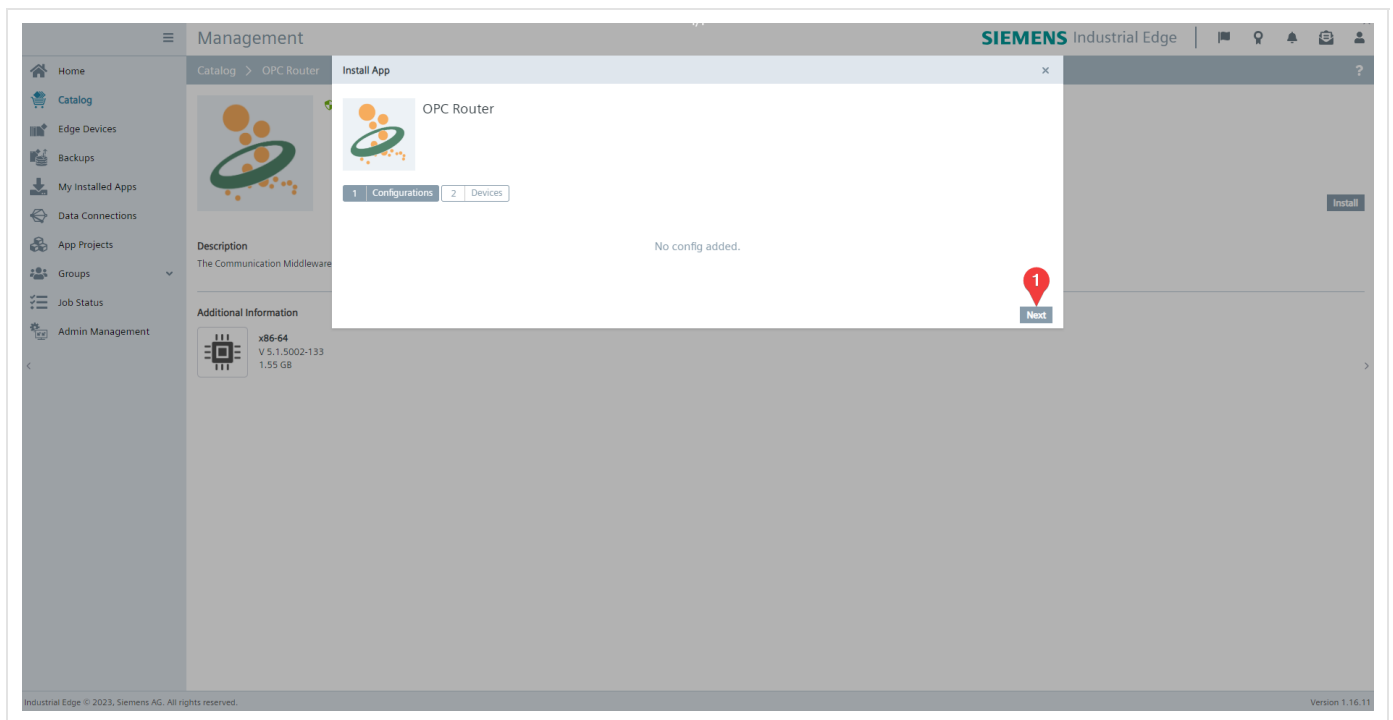 Management
SIEMENS Industrial Edge
Home
Catalog > OPC Router
Install App
×
?
Catalog
OPC Router
Edge Devices
Backups
My Installed Apps
1 Configurations 2 Devices
Install
Data Connections
App Projects
Description
No config added.
The Communication Middleware
Groups
1
Job Status
Additional Information
Next
Admin Management
x86-64
V 5.1.5002-133
1.55 GB
<
>
Industrial Edge © 2023, Siemens AG. All rights reserved.
Version 1.16.11